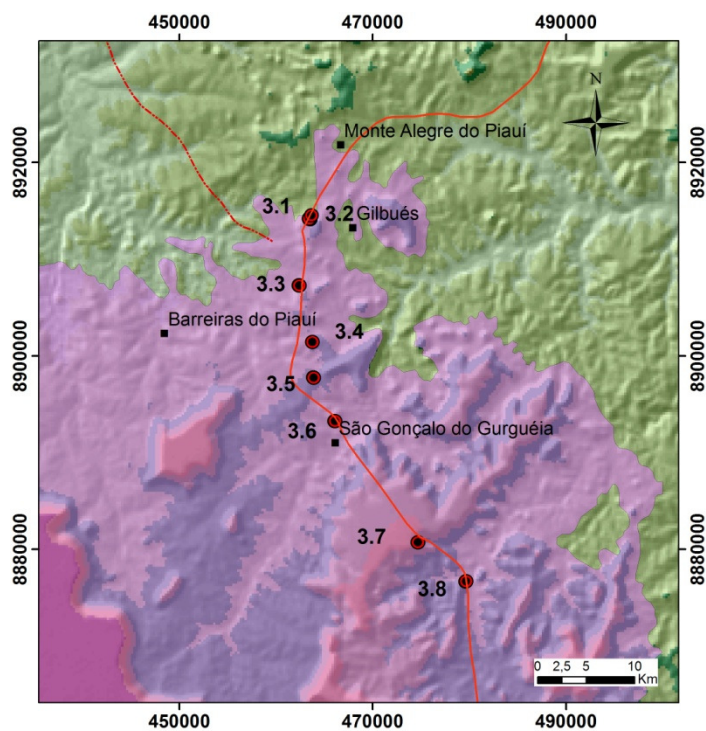 450000 470000 490000
N
Monte Alegre do Piauí
8920000
3.1 3.2 Gilbués
3.3
Barreiras do Piauí
3.4
8900000
3.5
3.6 São Gonçalo do Gurguéia
3.7
8880000
3.8
0 2,5 5 10
Km
450000 470000 490000
8920000
8900000
8880000